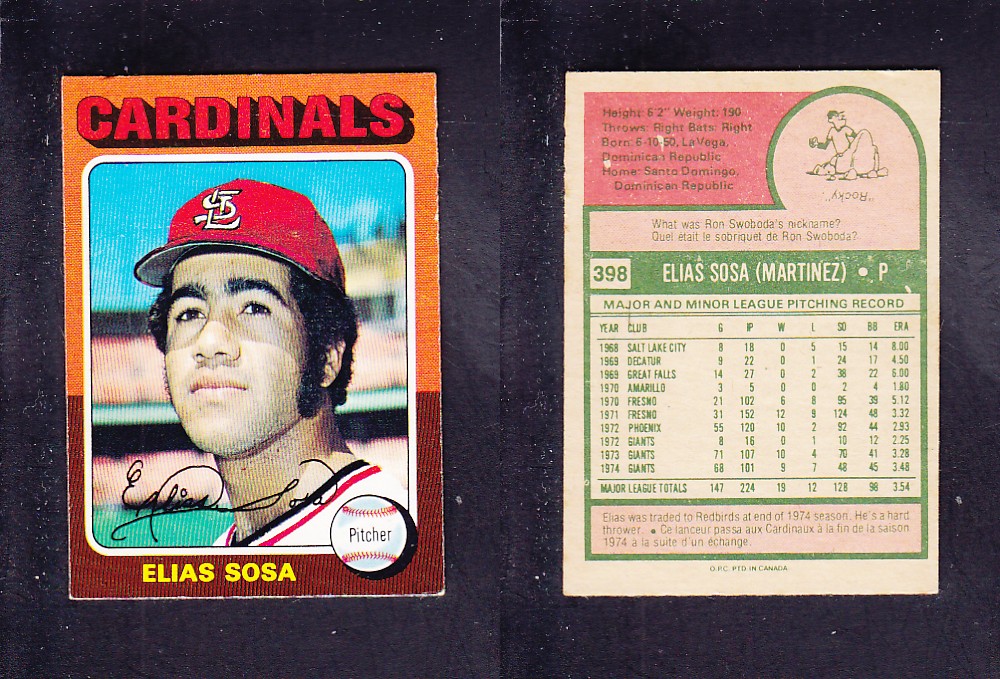 CARDINALS
STL
Elias Sosa
Pitcher
ELIAS SOSA
Height: 6'2" Weight: 190
Throws: Right Bats: Right
Born: 6-10-50, La Vega,
Dominican Republic
Home: Santo Domingo,
Dominican Republic
"Rocky".
What was Ron Swoboda's nickname?
Quel était le sobriquet de Ron Swoboda?
398 ELIAS SOSA (MARTINEZ) • P
MAJOR AND MINOR LEAGUE PITCHING RECORD
YEAR CLUB G IP W L SO BB ERA
1968 SALT LAKE CITY 8 18 0 5 15 14 8.00
1969 DECATUR 9 22 0 1 24 17 4.50
1969 GREAT FALLS 14 27 0 2 38 22 6.00
1970 AMARILLO 3 5 0 0 2 4 1.80
1970 FRESNO 21 102 6 8 95 39 5.12
1971 FRESNO 31 152 12 9 124 48 3.32
1972 PHOENIX 55 120 10 2 92 44 2.93
1972 GIANTS 8 16 0 1 10 12 2.25
1973 GIANTS 71 107 10 4 70 41 3.28
1974 GIANTS 68 101 9 7 48 45 3.48
MAJOR LEAGUE TOTALS 147 224 19 12 128 98 3.54
Elias was traded to Redbirds at end of 1974 season. He's a hard
thrower. • Ce lanceur passa aux Cardinaux à la fin de la saison
1974 à la suite d'un échange.
O.P.C. PTD. IN CANADA.